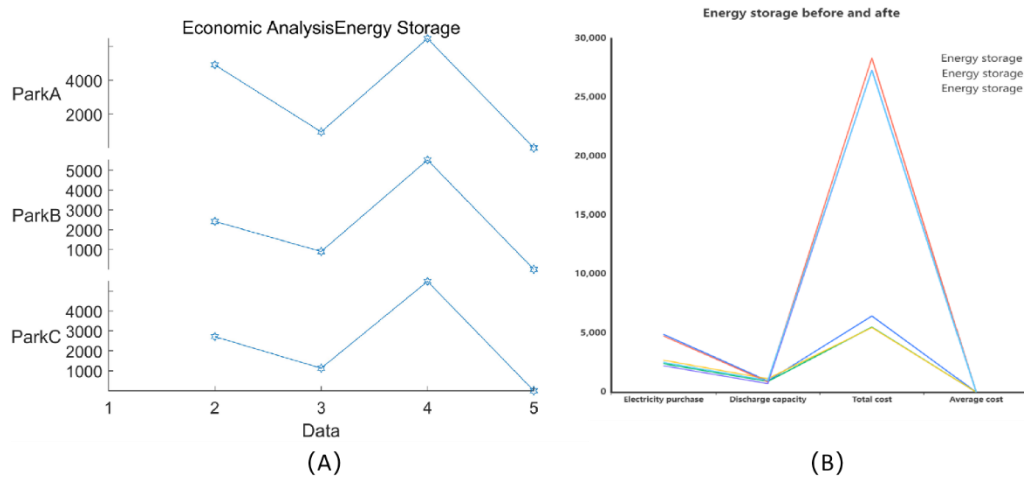 Economic AnalysisEnergy Storage
ParkA
4000
2000
ParkB
5000
4000
3000
2000
1000
ParkC
4000
3000
2000
1000
1 2 3 4 5
Data
(A)
Energy storage before and afte
30,000
25,000
20,000
15,000
10,000
5,000
0
Energy storage
Energy storage
Energy storage
Electricity purchase Discharge capacity Total cost Average cost
(B)